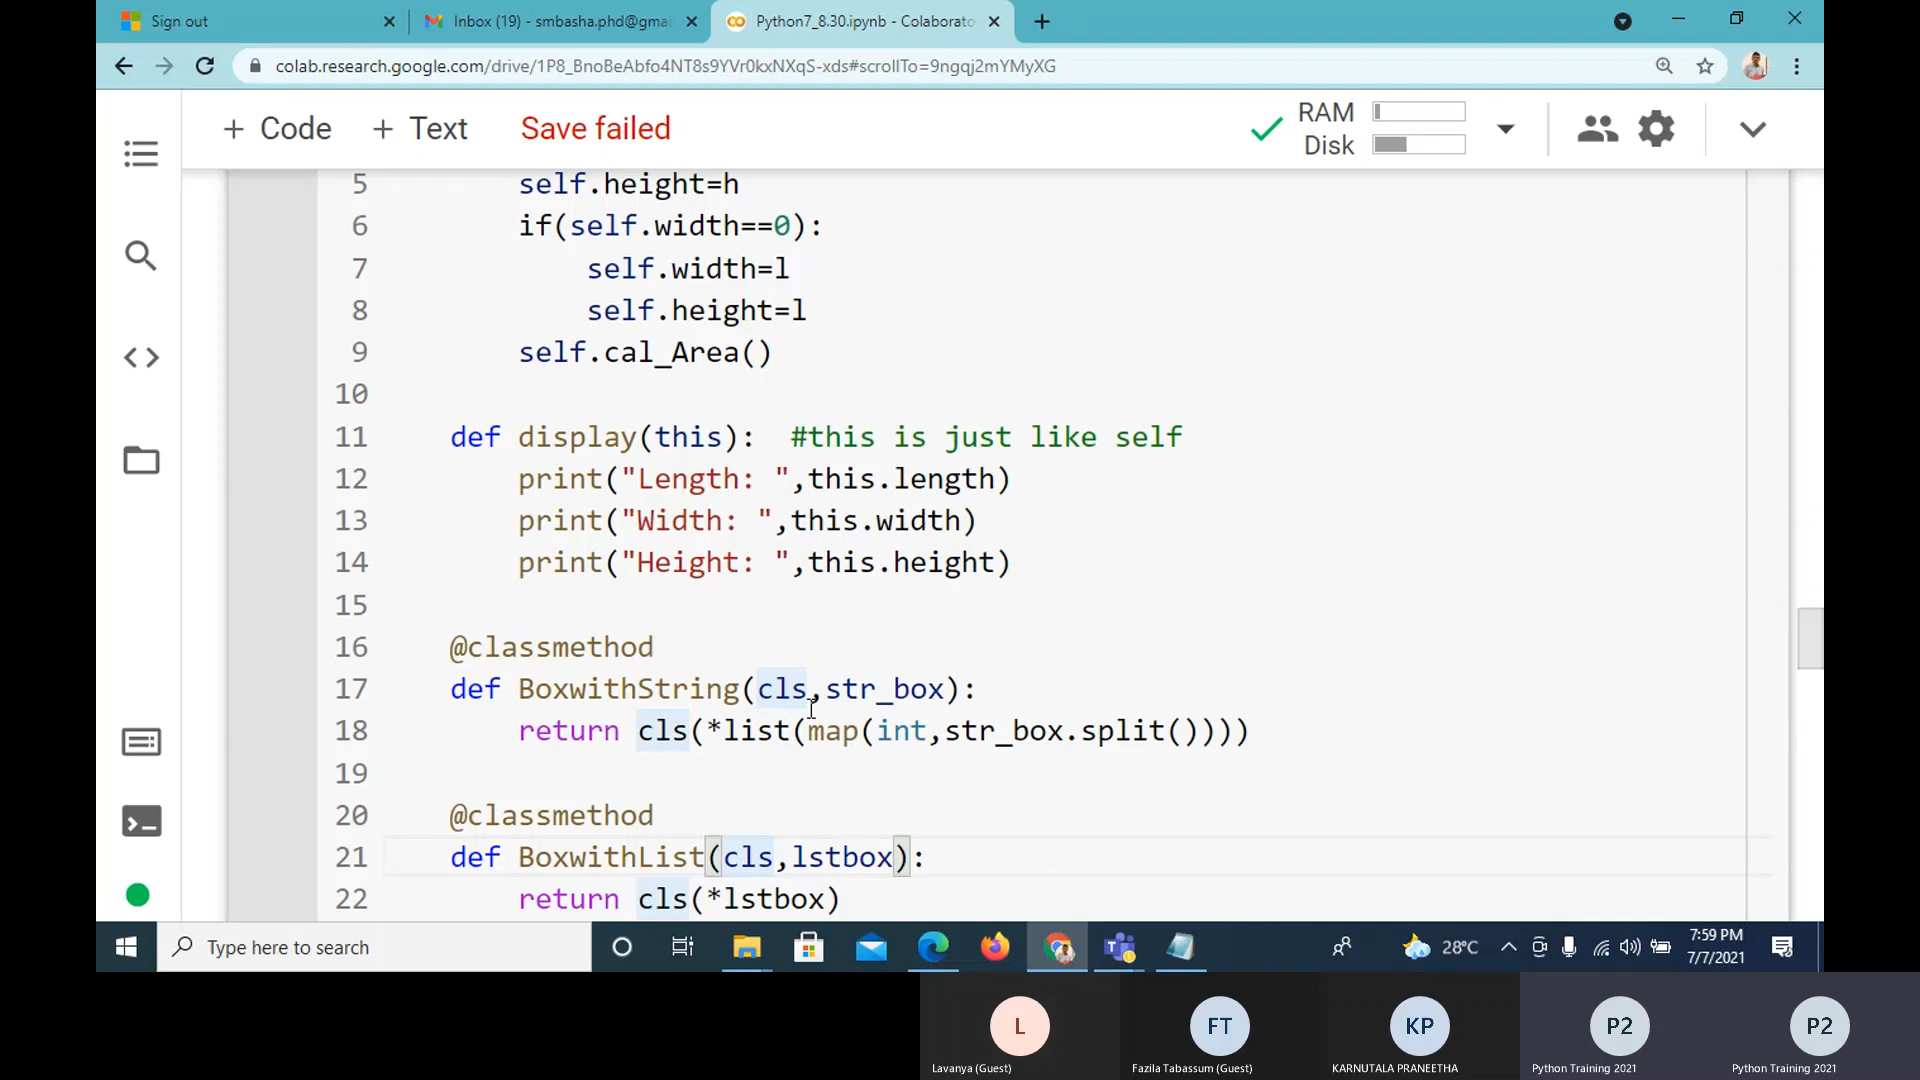 Sign out
Inbox (19) - smbasha.phd@gmai
Python7_8.30.ipynb - Colaborato
colab.research.google.com/drive/1P8_BnoBeAbfo4NT8s9YVr0kxNXqS-xds#scrollTo=9ngqj2mYMyXG
+ Code
+ Text
Save failed
RAM
Disk
5 self.height=h
6 if(self.width==0):
7 self.width=l
8 self.height=l
9 self.cal_Area()
10
11 def display(this): #this is just like self
12 print("Length: ",this.length)
13 print("Width: ",this.width)
14 print("Height: ",this.height)
15
16 @classmethod
17 def BoxwithString(cls,str_box):
18 return cls(*list(map(int,str_box.split())))
19
20 @classmethod
21 def BoxwithList(cls,lstbox):
22 return cls(*lstbox)
Type here to search
28°C
7:59 PM
7/7/2021
L
FT
KP
P2
P2
Lavanya (Guest)
Fazila Tabassum (Guest)
KARNUTALA PRANEETHA
Python Training 2021
Python Training 2021